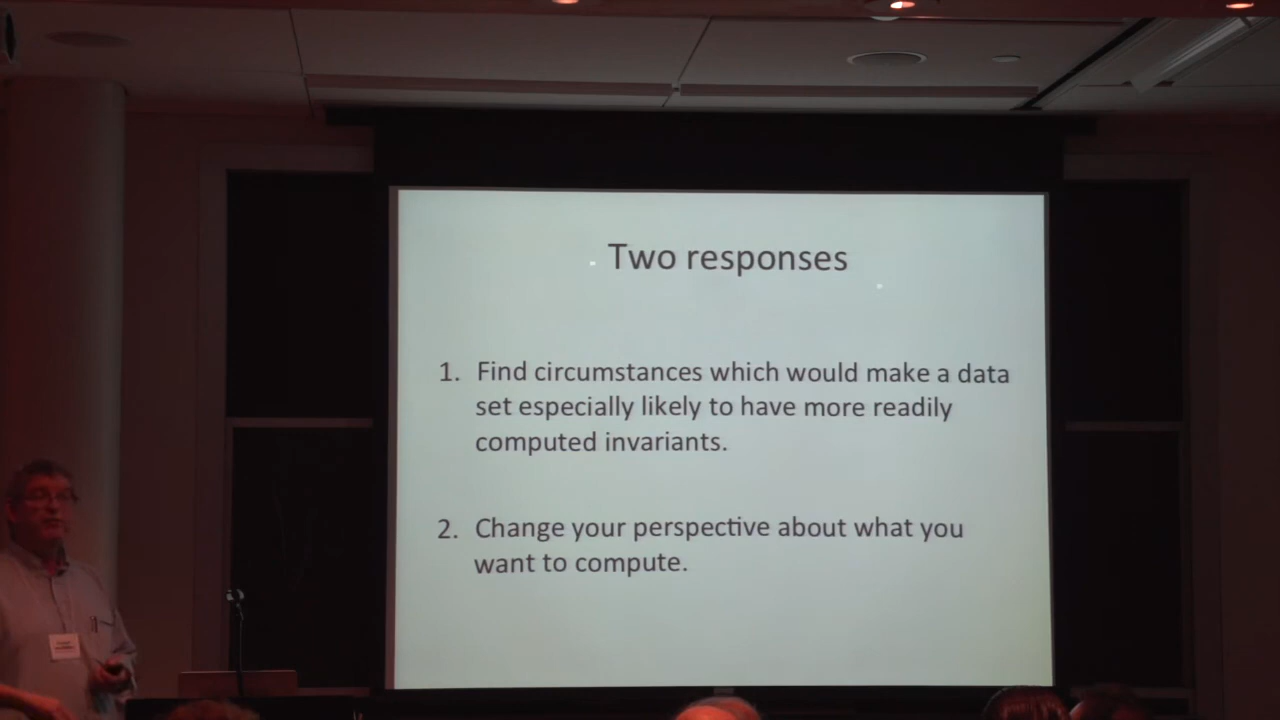 Two responses
1. Find circumstances which would make a data
set especially likely to have more readily
computed invariants.
2. Change your perspective about what you
want to compute.